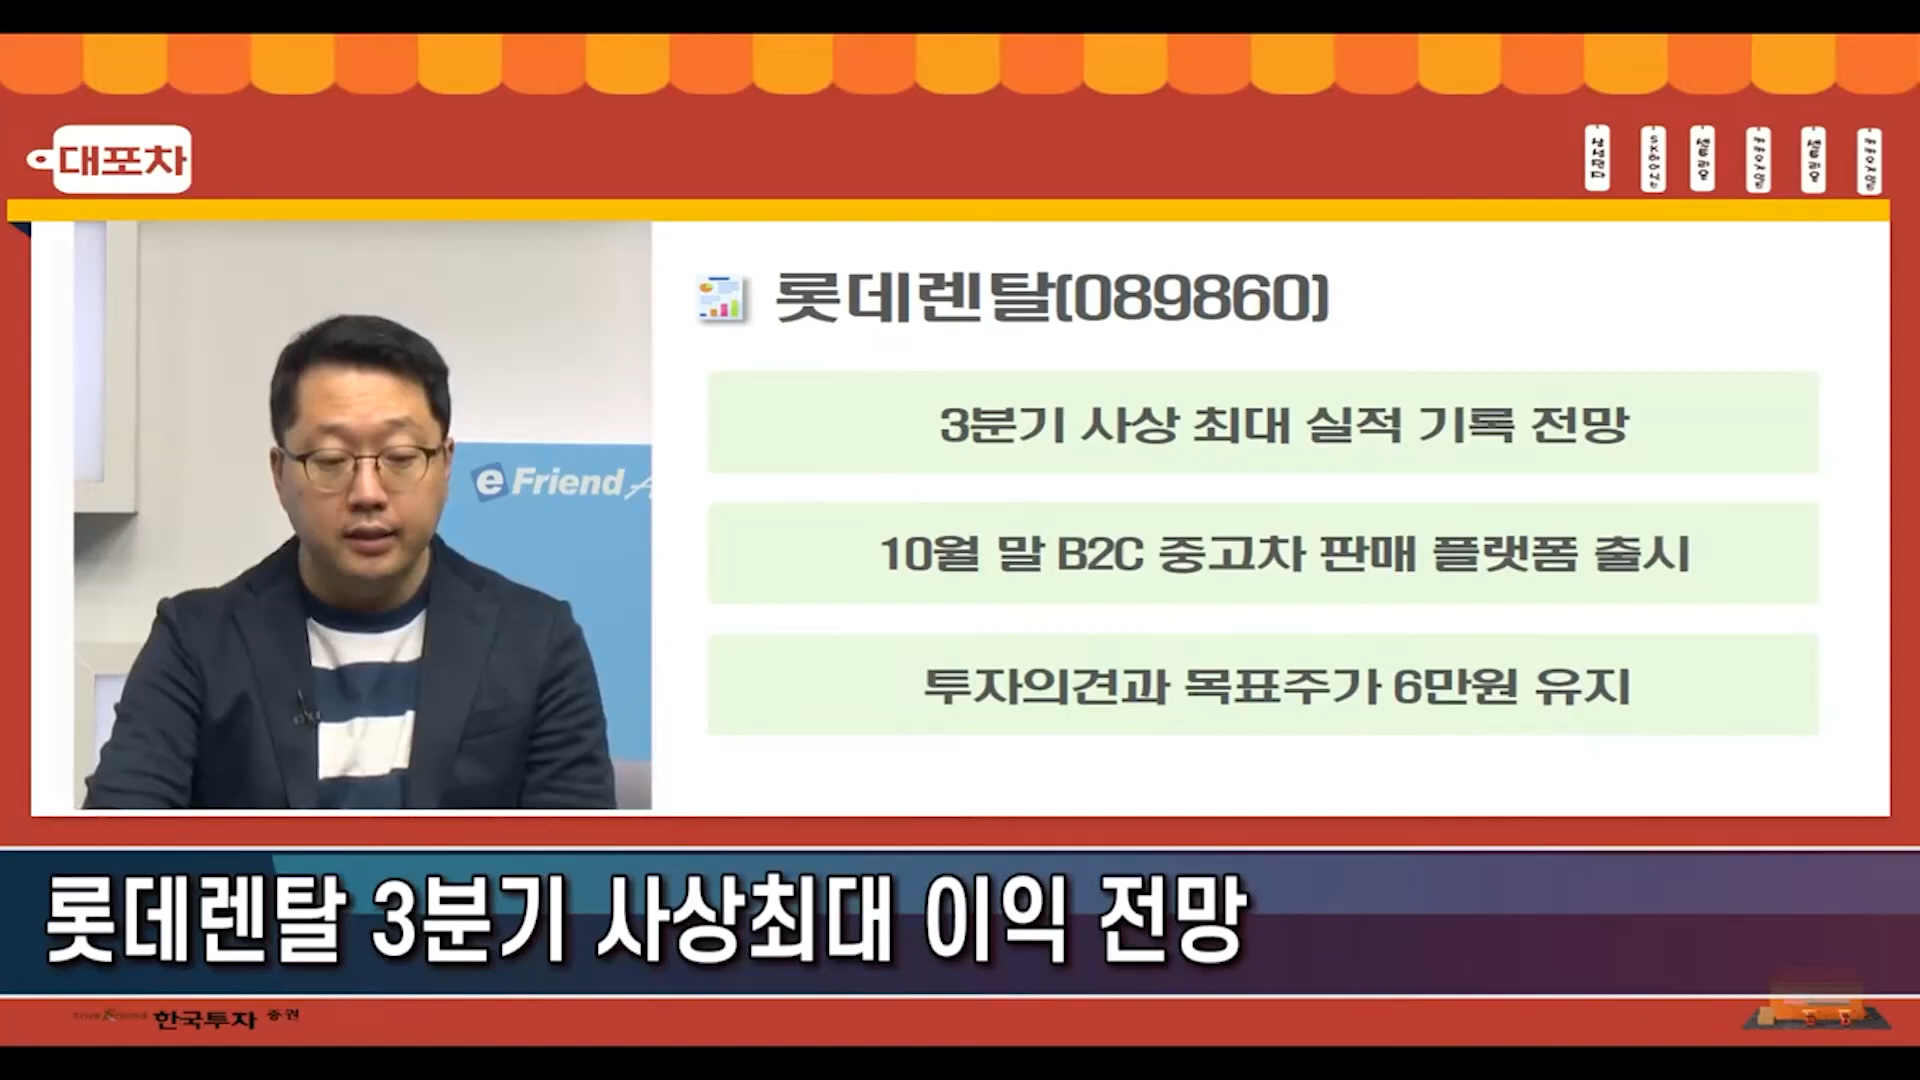 대포차
롯데렌탈(089860)
3분기 사상 최대 실적 기록 전망
10월 말 B2C 중고차 판매 플랫폼 출시
투자의견과 목표주가 6만원 유지
e Friend
롯데렌탈 3분기 사상최대 이익 전망
true Friend 한국투자 증권